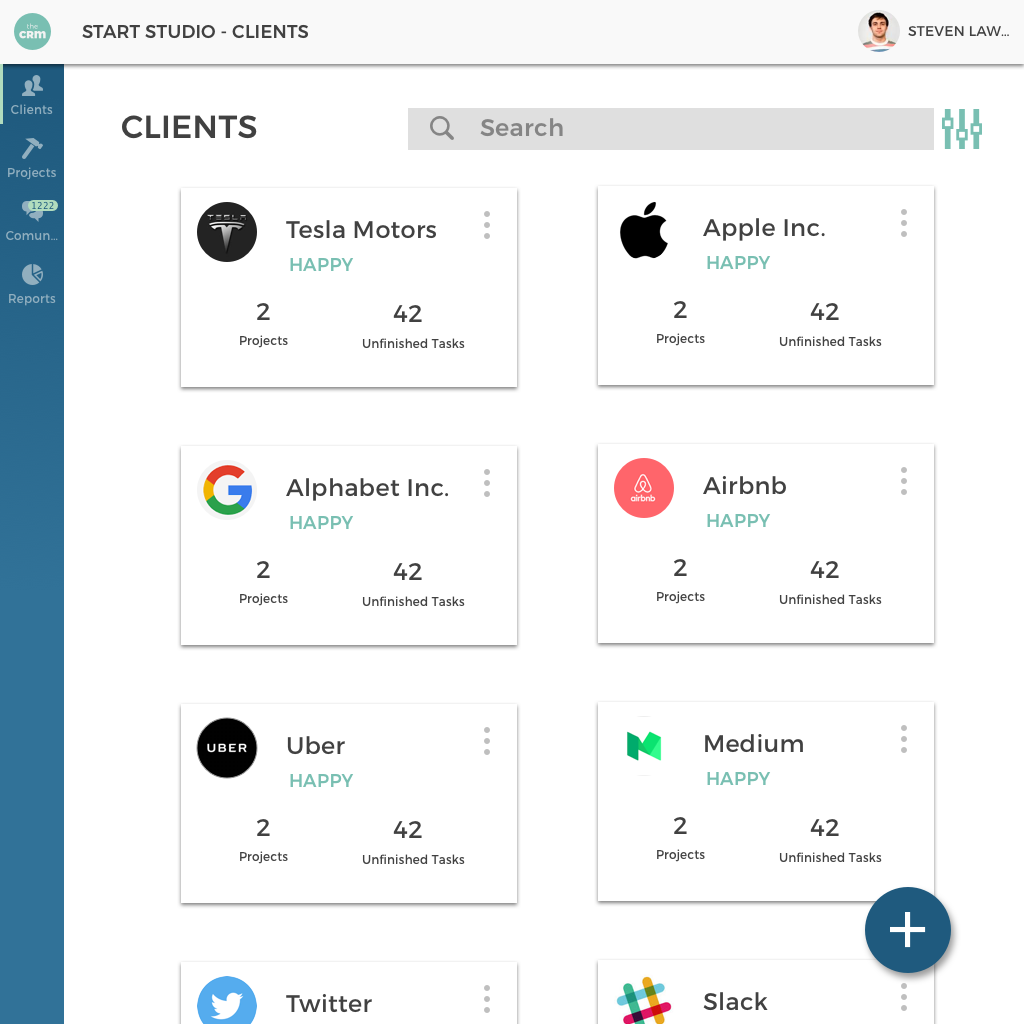 the
CRM
START STUDIO - CLIENTS
STEVEN LAW...
Clients
Projects
1222
Comun...
Reports
CLIENTS
Search
TESLA
Tesla Motors
HAPPY
2
42
Projects
Unfinished Tasks
Apple Inc.
HAPPY
2
42
Projects
Unfinished Tasks
Alphabet Inc.
HAPPY
2
42
Projects
Unfinished Tasks
airbnb
Airbnb
HAPPY
2
42
Projects
Unfinished Tasks
UBER
Uber
HAPPY
2
42
Projects
Unfinished Tasks
Medium
HAPPY
2
42
Projects
Unfinished Tasks
Twitter
Slack